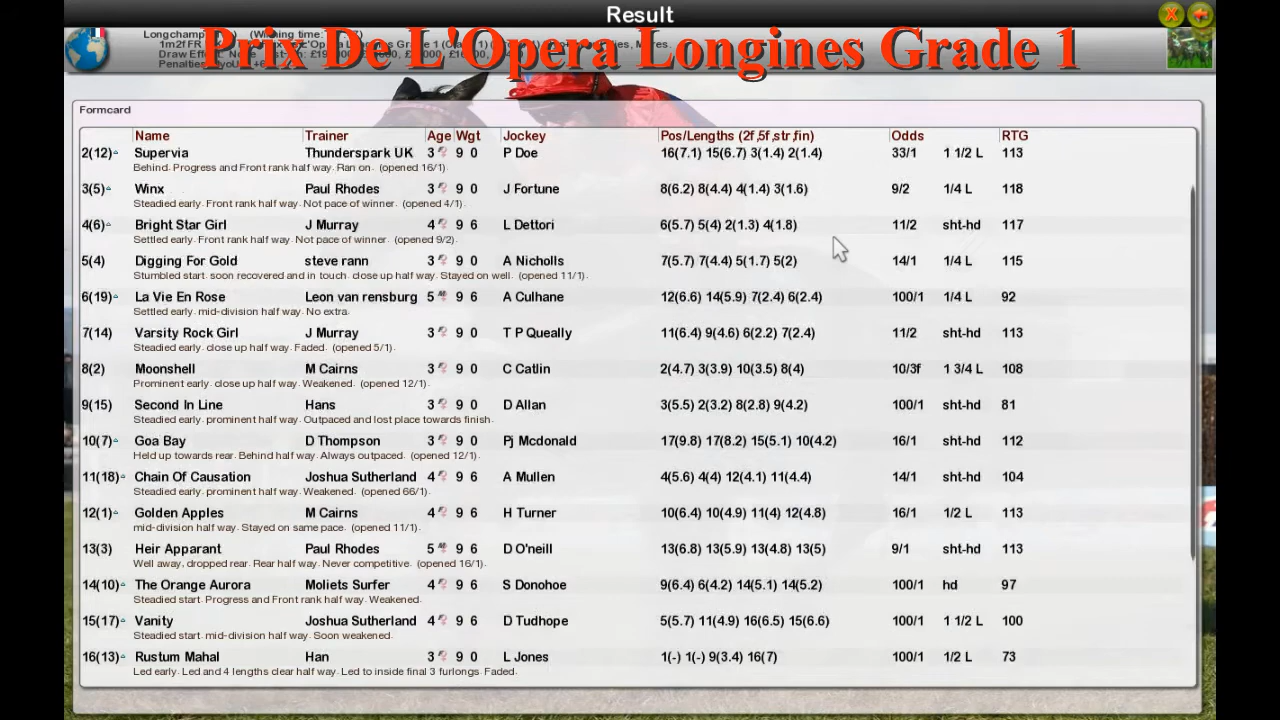 Result
Prix De L'Opera Longines Grade 1
Formcard
Name Trainer Age Wgt Jockey Pos/Lengths (2f,5f,str,fin) Odds RTG
2(12) Supervia Thunderspark UK 3 9 0 P Doe 16(7.1) 15(6.7) 3(1.4) 2(1.4) 33/1 1 1/2 L 113
Behind. Progress and Front rank half way. Ran on. (opened 16/1)
3(5) Winx Paul Rhodes 3 9 0 J Fortune 8(6.2) 8(4.4) 4(1.4) 3(1.6) 9/2 1/4 L 118
Steadied early. Front rank half way. Not pace of winner. (opened 4/1)
4(6) Bright Star Girl J Murray 4 9 6 L Dettori 6(5.7) 5(4) 2(1.3) 4(1.8) 11/2 sht-hd 117
Settled early. Front rank half way. Not pace of winner. (opened 9/2)
5(4) Digging For Gold steve rann 3 9 0 A Nicholls 7(5.7) 7(4.4) 5(1.7) 5(2) 14/1 1/4 L 115
Stumbled start. soon recovered and in touch. close up half way. Stayed on well. (opened 11/1)
6(19) La Vie En Rose Leon van rensburg 5 9 6 A Culhane 12(6.6) 14(5.9) 7(2.4) 6(2.4) 100/1 1/4 L 92
Settled early. mid-division half way. No extra.
7(14) Varsity Rock Girl J Murray 3 9 0 T P Queally 11(6.4) 9(4.6) 6(2.2) 7(2.4) 11/2 sht-hd 113
Steadied early. close up half way. Faded. (opened 5/1)
8(2) Moonshell M Cairns 3 9 0 C Catlin 2(4.7) 3(3.9) 10(3.5) 8(4) 10/3f 1 3/4 L 108
Prominent early. close up half way. Weakened. (opened 12/1)
9(15) Second In Line Hans 3 9 0 D Allan 3(5.5) 2(3.2) 8(2.8) 9(4.2) 100/1 sht-hd 81
Steadied early. prominent half way. Outpaced and lost place towards finish.
10(7) Goa Bay D Thompson 3 9 0 Pj Mcdonald 17(9.8) 17(8.2) 15(5.1) 10(4.2) 16/1 sht-hd 112
Held up towards rear. Behind half way. Always outpaced. (opened 12/1)
11(18) Chain Of Causation Joshua Sutherland 4 9 6 A Mullen 4(5.6) 4(4) 12(4.1) 11(4.4) 14/1 sht-hd 104
Steadied early. prominent half way. Weakened. (opened 66/1)
12(1) Golden Apples M Cairns 4 9 6 H Turner 10(6.4) 10(4.9) 11(4) 12(4.8) 16/1 1/2 L 113
mid-division half way. Stayed on same pace. (opened 11/1)
13(3) Heir Apparant Paul Rhodes 5 9 6 D O'neill 13(6.8) 13(5.9) 13(4.8) 13(5) 9/1 sht-hd 113
Well away, dropped rear. Rear half way. Never competitive. (opened 16/1)
14(10) The Orange Aurora Moliets Surfer 4 9 6 S Donohoe 9(6.4) 6(4.2) 14(5.1) 14(5.2) 100/1 hd 97
Steadied start. Progress and Front rank half way. Weakened.
15(17) Vanity Joshua Sutherland 4 9 6 D Tudhope 5(5.7) 11(4.9) 16(6.5) 15(6.6) 100/1 1 1/2 L 100
Steadied start. mid-division half way. Soon weakened.
16(13) Rustum Mahal Han 3 9 0 L Jones 1(-) 1(-) 9(3.4) 16(7) 100/1 1/2 L 73
Led early. Led and 4 lengths clear half way. Led to inside final 3 furlongs. Faded.